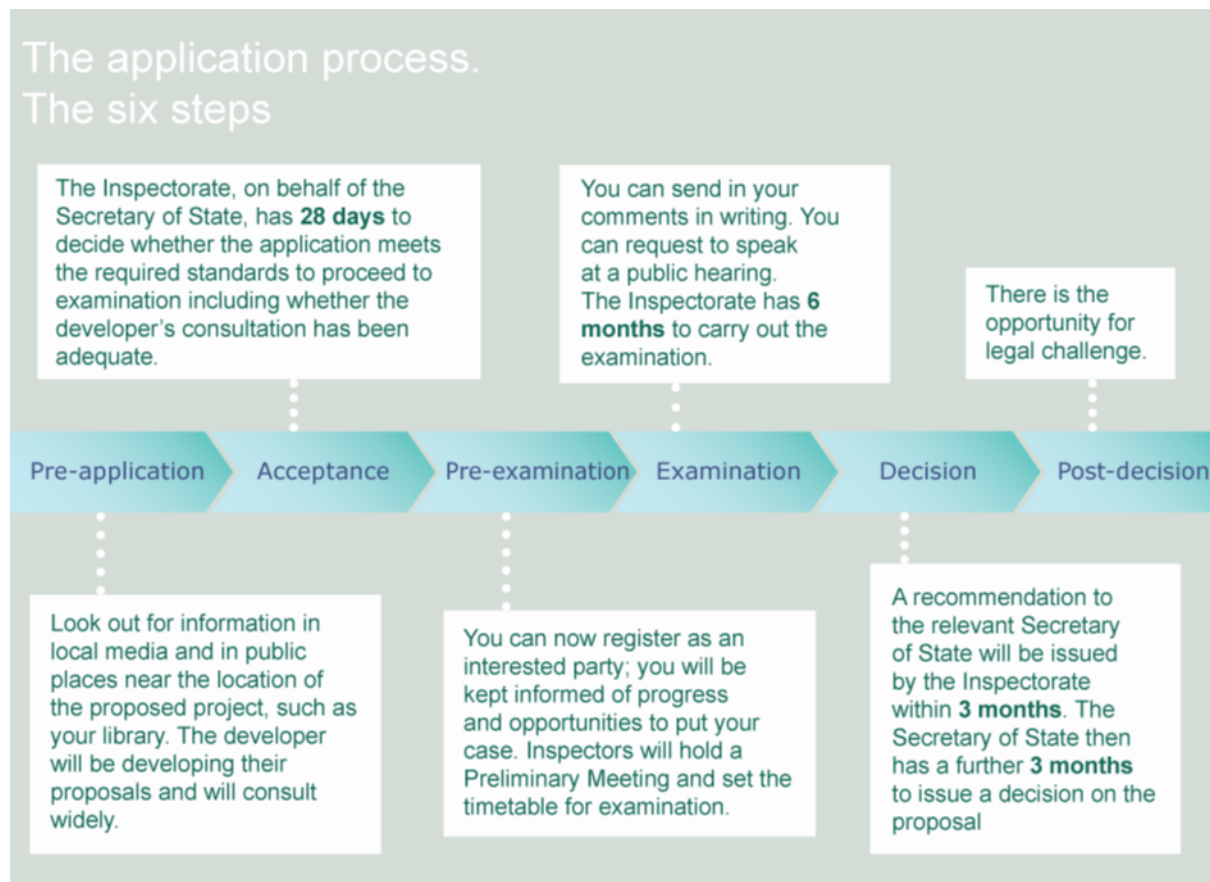 The application process.
The six steps
The Inspectorate, on behalf of the
Secretary of State, has 28 days to
decide whether the application meets
the required standards to proceed to
examination including whether the
developer's consultation has been
adequate.
You can send in your
comments in writing. You
can request to speak
at a public hearing.
The Inspectorate has 6
months to carry out the
examination.
There is the
opportunity for
legal challenge.
Pre-application
Acceptance
Pre-examination
Examination
Decision
Post-decision
Look out for information in
local media and in public
places near the location of
the proposed project, such as
your library. The developer
will be developing their
proposals and will consult
widely.
You can now register as an
interested party; you will be
kept informed of progress
and opportunities to put your
case. Inspectors will hold a
Preliminary Meeting and set the
timetable for examination.
A recommendation to
the relevant Secretary
of State will be issued
by the Inspectorate
within 3 months. The
Secretary of State then
has a further 3 months
to issue a decision on the
proposal